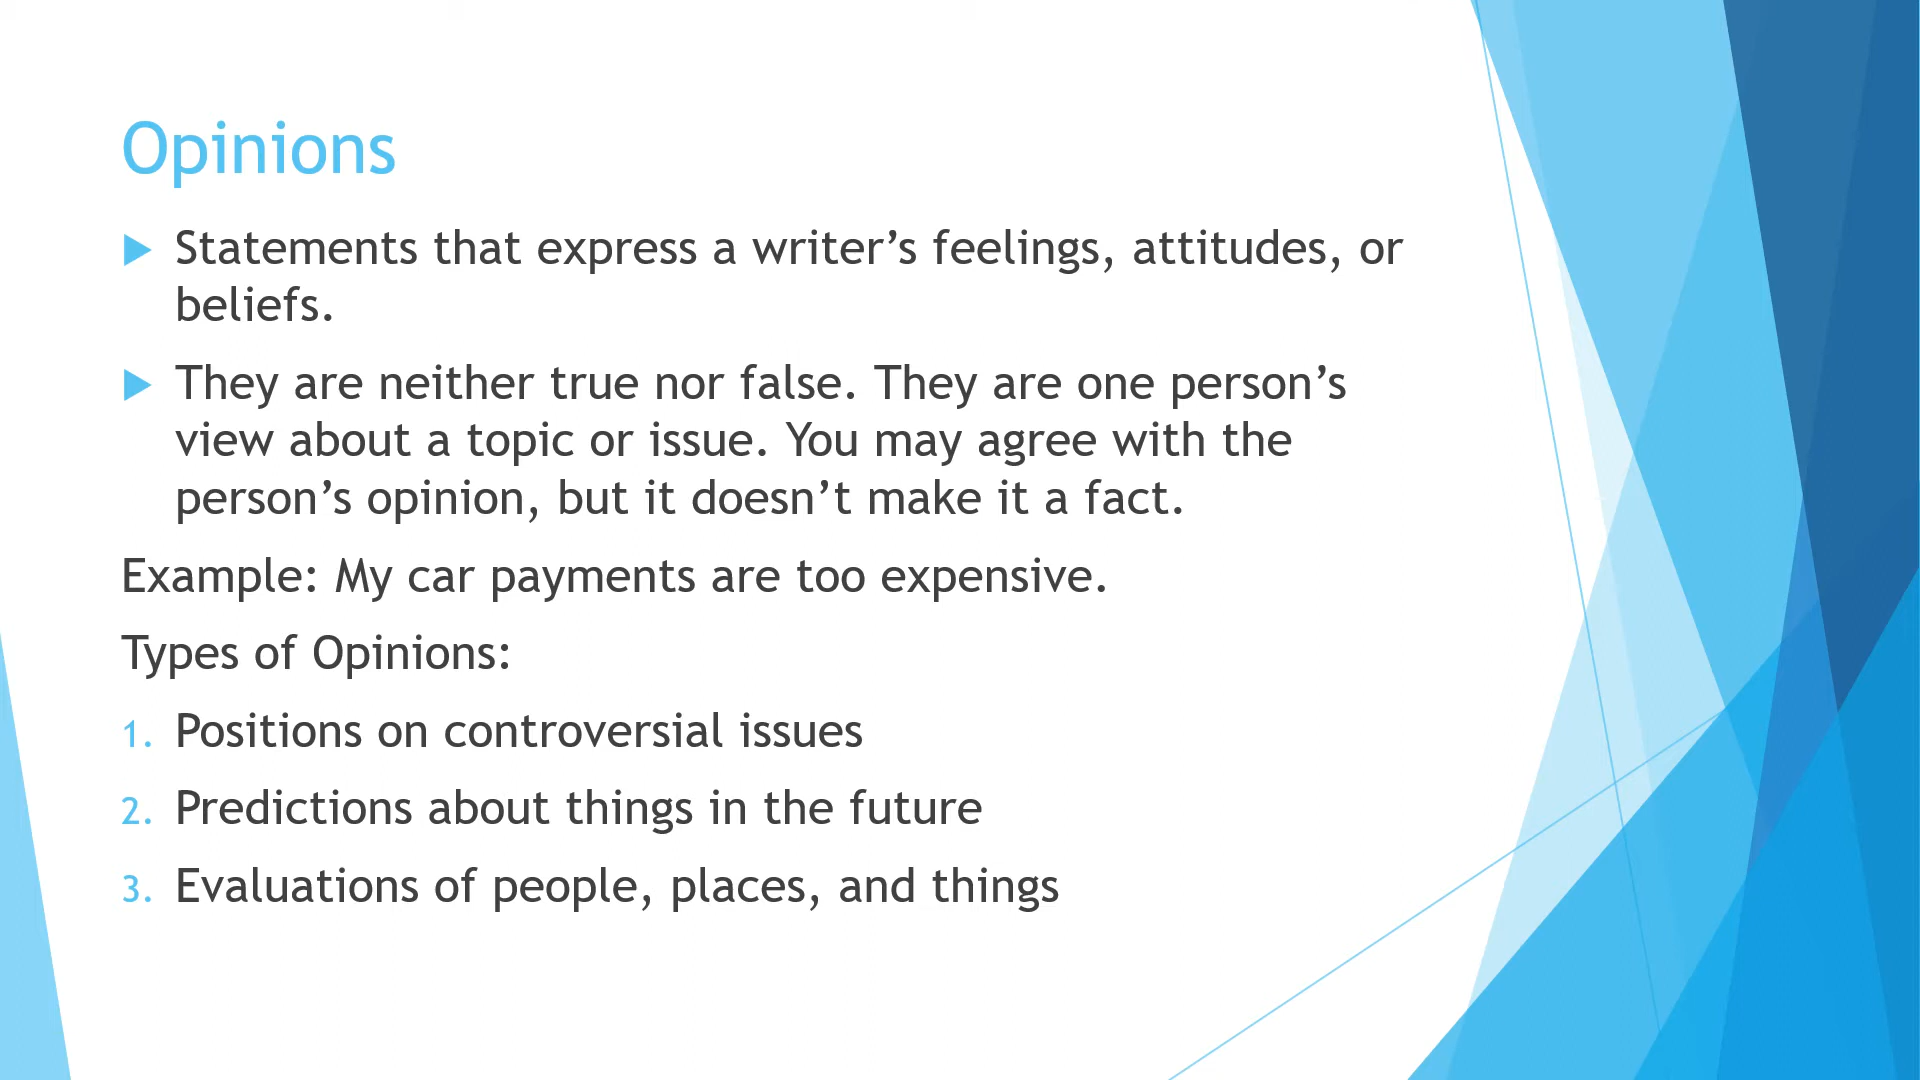 Opinions
Statements that express a writer’s feelings, attitudes, or
beliefs.
They are neither true nor false. They are one person’s
view about a topic or issue. You may agree with the
person’s opinion, but it doesn’t make it a fact.
Example: My car payments are too expensive.
Types of Opinions:
1. Positions on controversial issues
2. Predictions about things in the future
3. Evaluations of people, places, and things